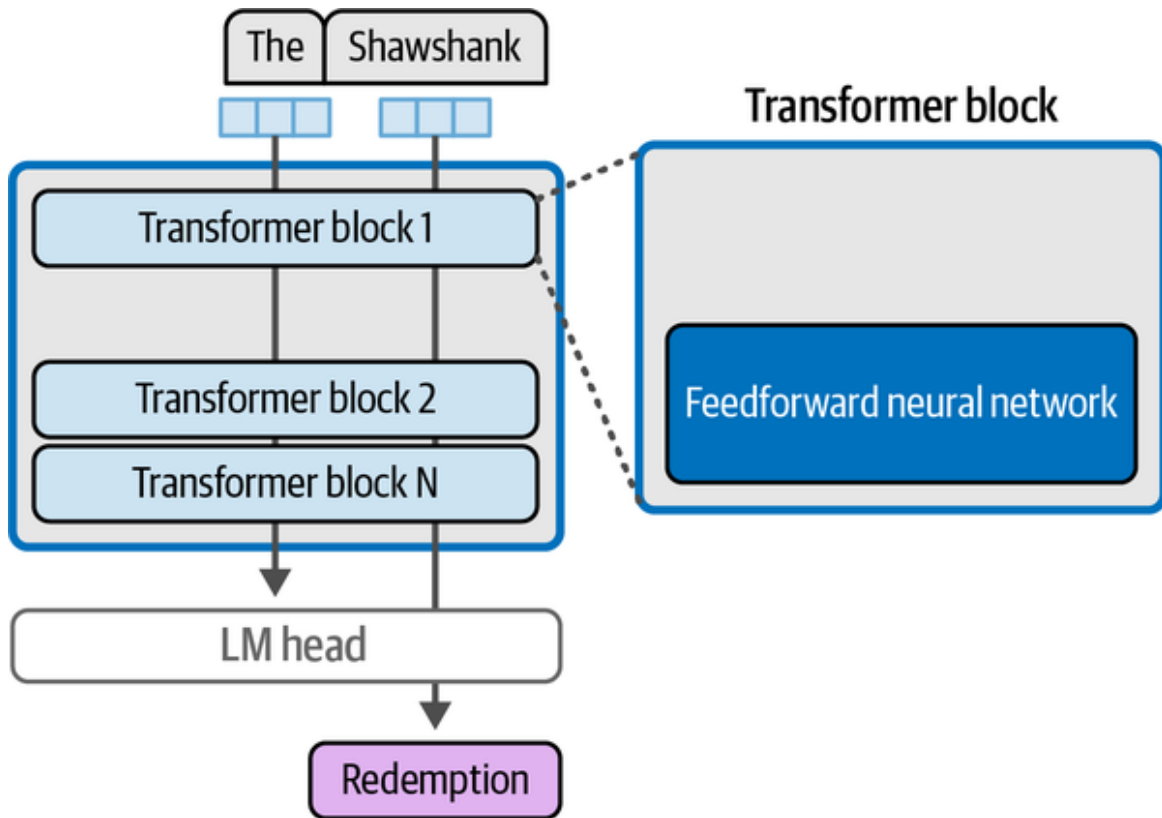 The
Shawshank
Transformer block
Transformer block 1
Transformer block 2
Transformer block N
Feedforward neural network
LM head
Redemption